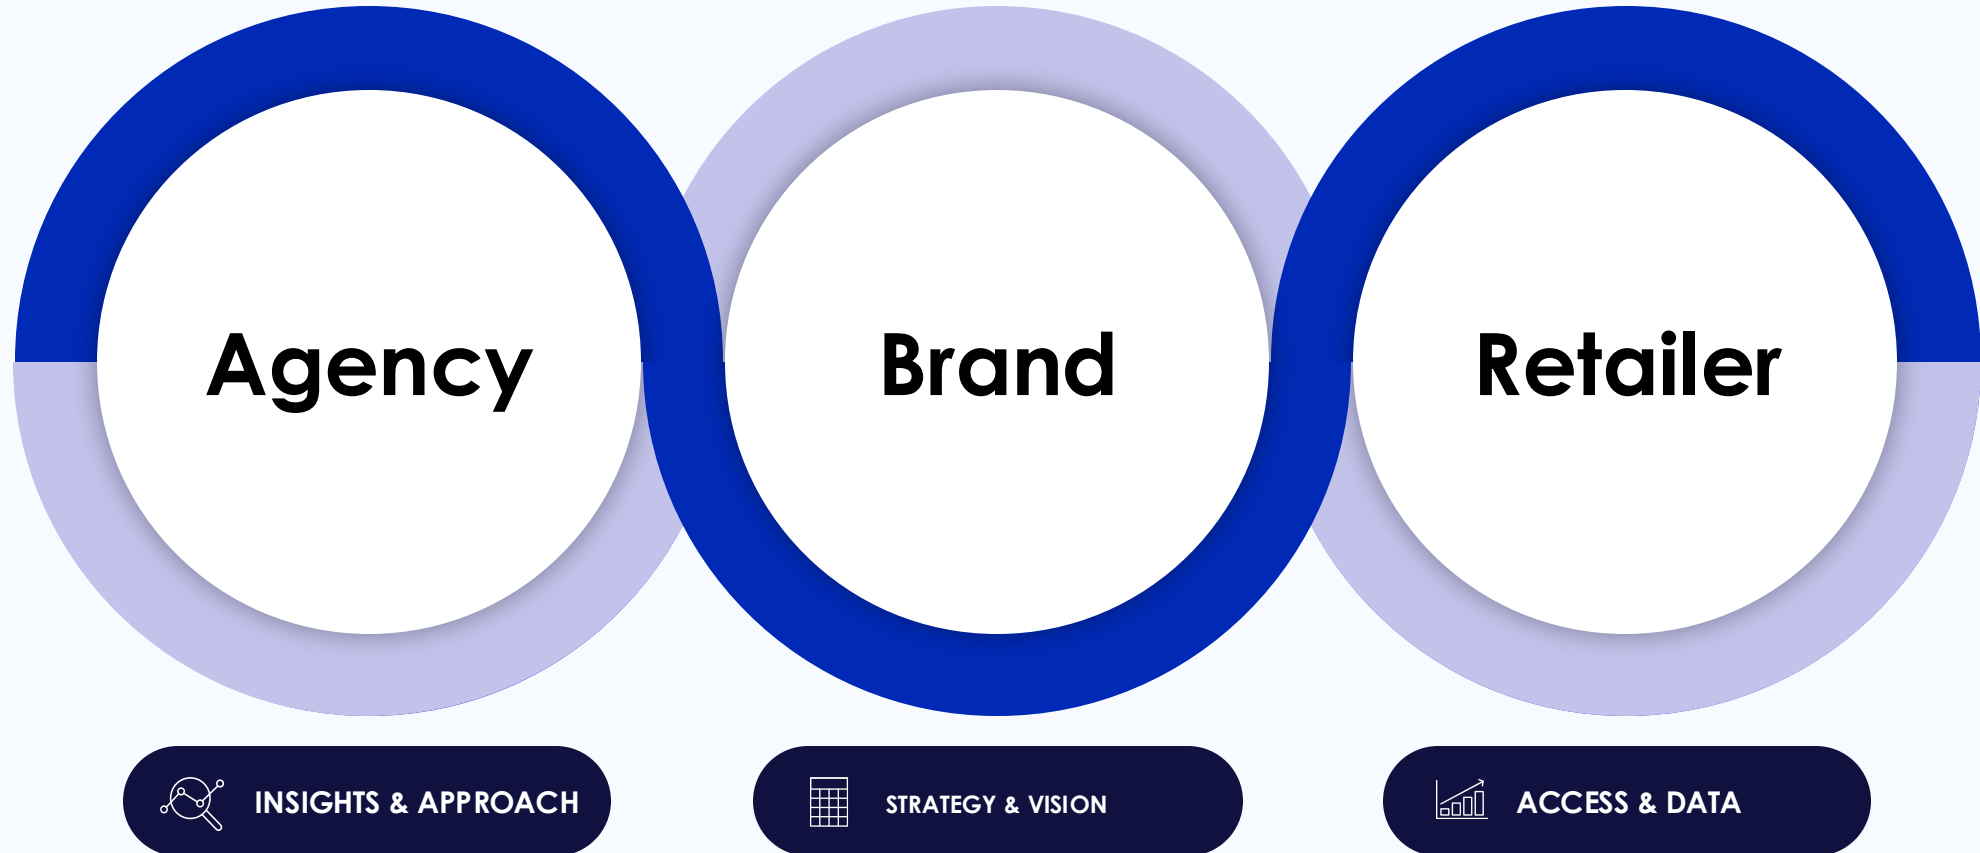 Agency
Brand
Retailer
INSIGHTS & APPROACH
STRATEGY & VISION
ACCESS & DATA